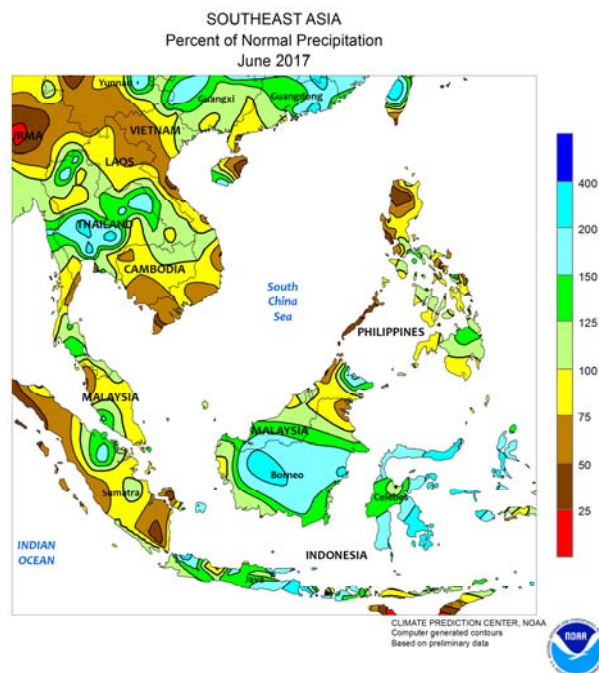 SOUTHEAST ASIA
Percent of Normal Precipitation
June 2017
Yunnan
Guangxi
Guangdong
URMA
VIETNAM
LAOS
THAILAND
CAMBODIA
South
China
Sea
PHILIPPINES
MALAYSIA
MALAYSIA
Borneo
Sumatra
Celebes
INDIAN
OCEAN
INDONESIA
Java
400
200
150
125
100
75
50
25
CLIMATE PREDICTION CENTER, NOAA
Computer generated contours
Based on preliminary data
NOAA